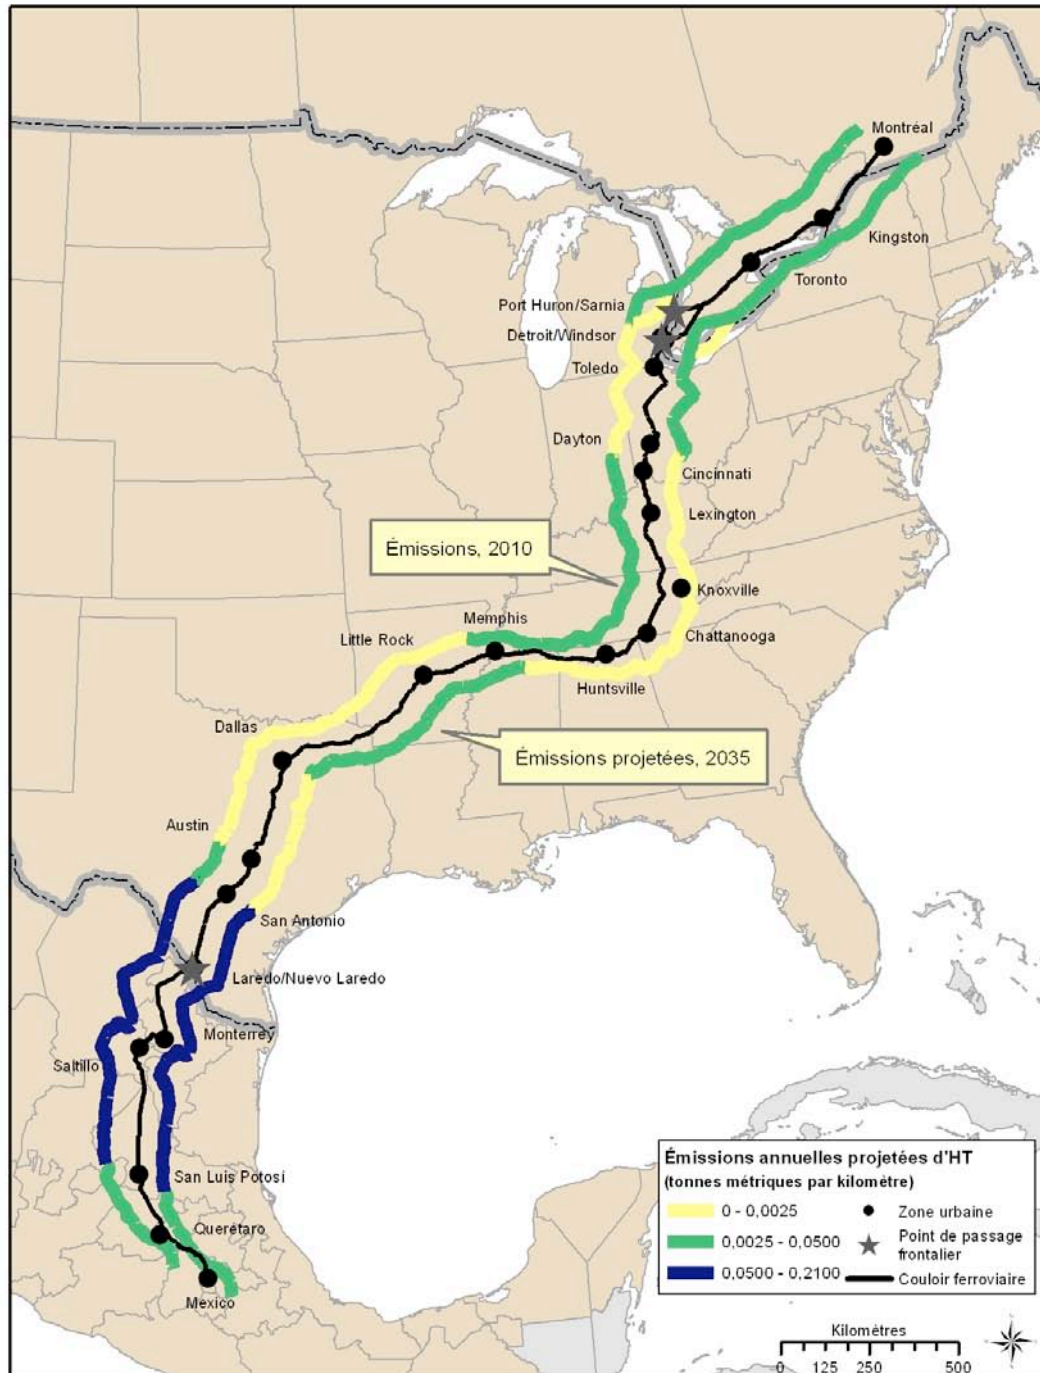 Montréal
Kingston
Toronto
Port Huron/Sarnia
Detroit/Windsor
Toledo
Dayton
Cincinnati
Lexington
Émissions, 2010
Knoxville
Memphis
Chattanooga
Little Rock
Huntsville
Dallas
Émissions projetées, 2035
Austin
San Antonio
Laredo/Nuevo Laredo
Monterrey
Saltillo
San Luis Potosí
Querétaro
Mexico
Émissions annuelles projetées d'HT
(tonnes métriques par kilomètre)
0 - 0,0025
0,0025 - 0,0500
0,0500 - 0,2100
Zone urbaine
Point de passage
frontalier
Couloir ferroviaire
Kilomètres
0 125 250 500